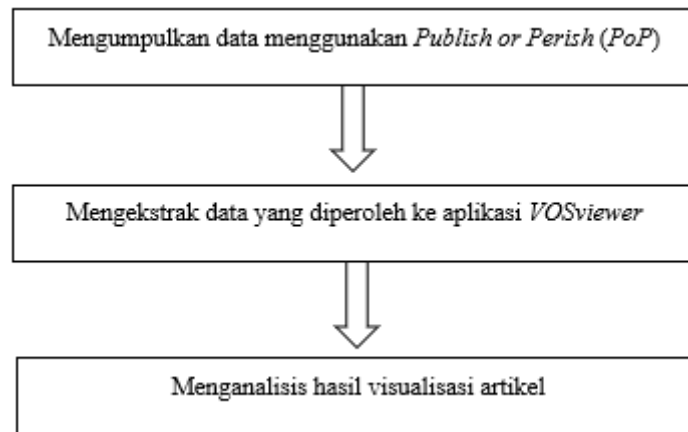 Mengumpulkan data menggunakan Publish or Perish (PoP)
Mengekstrak data yang diperoleh ke aplikasi VOSviewer
Menganalisis hasil visualisasi artikel